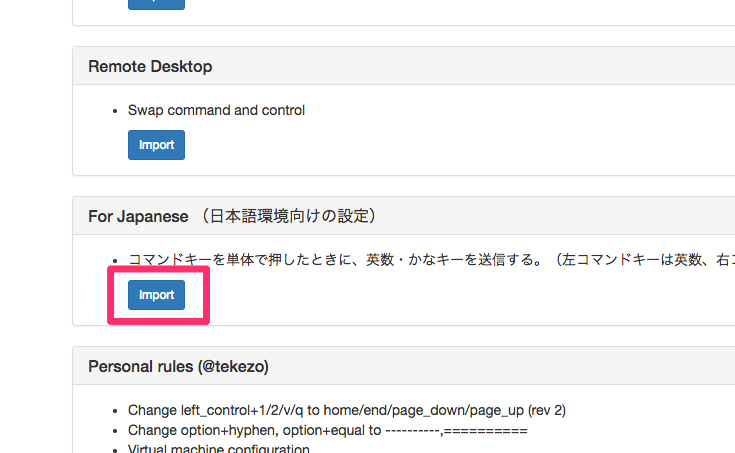 Remote Desktop
Swap command and control
Import
For Japanese （日本語環境向けの設定）
コマンドキーを単体で押したときに、英数・かなキーを送信する。（左コマンドキーは英数、右コ
Import
Personal rules (@tekezo)
Change left_control+1/2/v/q to home/end/page_down/page_up (rev 2)
Change option+hyphen, option+equal to ----------,==========
Virtual machine configuration